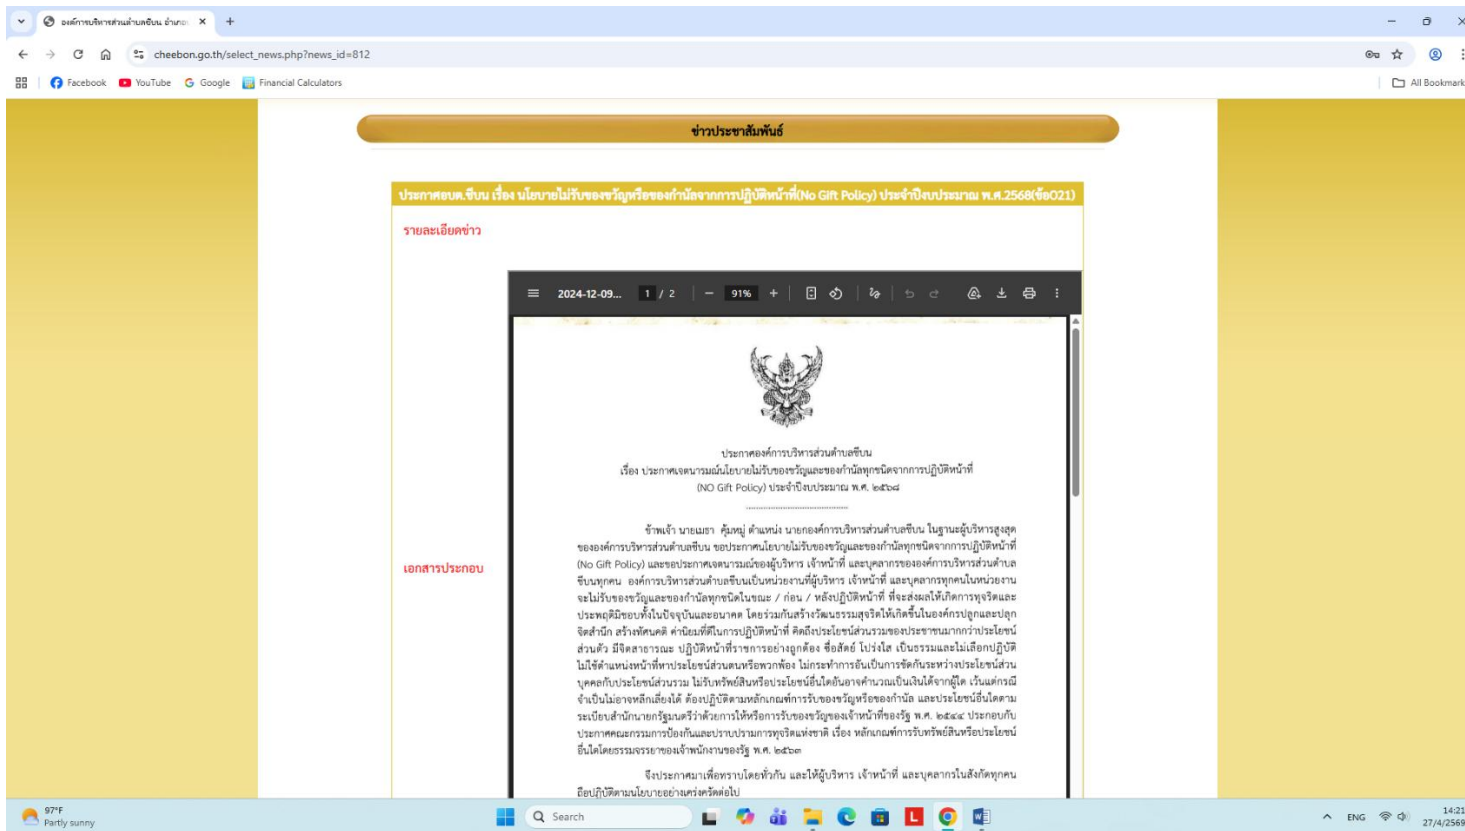 องค์การบริหารส่วนตำบลชีบน อำเภอ
cheebon.go.th/select_news.php?news_id=812
Facebook YouTube Google Financial Calculators All Bookmark
ข่าวประชาสัมพันธ์
ประกาศอบต.ชีบน เรื่อง นโยบายไม่รับของขวัญหรือของกำนัลจากการปฏิบัติหน้าที่(No Gift Policy) ประจำปีงบประมาณ พ.ศ.2568(ข้อO21)
รายละเอียดข่าว
2024-12-09... 1 / 2 91%
ประกาศองค์การบริหารส่วนตำบลชีบน
เรื่อง ประกาศเจตนารมณ์นโยบายไม่รับของขวัญและของกำนัลทุกชนิดจากการปฏิบัติหน้าที่
(NO Gift Policy) ประจำปีงบประมาณ พ.ศ. ๒๕๖๘
ข้าพเจ้า นายเมธา คุ้มหมู่ ตำแหน่ง นายกองค์การบริหารส่วนตำบลชีบน ในฐานะผู้บริหารสูงสุด
ขององค์การบริหารส่วนตำบลชีบน ขอประกาศนโยบายไม่รับของขวัญและของกำนัลทุกชนิดจากการปฏิบัติหน้าที่
(No Gift Policy) และขอประกาศเจตนารมณ์ของผู้บริหาร เจ้าหน้าที่ และบุคลากรขององค์การบริหารส่วนตำบล
ชีบนทุกคน องค์การบริหารส่วนตำบลชีบนเป็นหน่วยงานที่ผู้บริหาร เจ้าหน้าที่ และบุคลากรทุกคนในหน่วยงาน
จะไม่รับของขวัญและของกำนัลทุกชนิดในขณะ / ก่อน / หลังปฏิบัติหน้าที่ ที่จะส่งผลให้เกิดการทุจริตและ
ประพฤติมิชอบทั้งในปัจจุบันและอนาคต โดยร่วมกันสร้างวัฒนธรรมสุจริตให้เกิดขึ้นในองค์กรปลูกและปลุก
จิตสำนึก สร้างทัศนคติ ค่านิยมที่ดีในการปฏิบัติหน้าที่ คิดถึงประโยชน์ส่วนรวมของประชาชนมากกว่าประโยชน์
ส่วนตัว มีจิตสาธารณะ ปฏิบัติหน้าที่ราชการอย่างถูกต้อง ซื่อสัตย์ โปร่งใส เป็นธรรมและไม่เลือกปฏิบัติ
ไม่ใช้ตำแหน่งหน้าที่หาประโยชน์ส่วนตนหรือพวกพ้อง ไม่กระทำการอันเป็นการขัดกันระหว่างประโยชน์ส่วน
บุคคลกับประโยชน์ส่วนรวม ไม่รับทรัพย์สินหรือประโยชน์อื่นใดอันอาจคำนวณเป็นเงินได้จากผู้ใด เว้นแต่กรณี
จำเป็นไม่อาจหลีกเลี่ยงได้ ต้องปฏิบัติตามหลักเกณฑ์การรับของขวัญหรือของกำนัล และประโยชน์อื่นใดตาม
ระเบียบสำนักนายกรัฐมนตรีว่าด้วยการให้หรือการรับของขวัญของเจ้าหน้าที่ของรัฐ พ.ศ. ๒๕๔๔ ประกอบกับ
ประกาศคณะกรรมการป้องกันและปราบปรามการทุจริตแห่งชาติ เรื่อง หลักเกณฑ์การรับทรัพย์สินหรือประโยชน์
อื่นใดโดยธรรมจรรยาของเจ้าพนักงานของรัฐ พ.ศ. ๒๕๖๓
จึงประกาศมาเพื่อทราบโดยทั่วกัน และให้ผู้บริหาร เจ้าหน้าที่ และบุคลากรในสังกัดทุกคน
ถือปฏิบัติตามนโยบายอย่างเคร่งครัดต่อไป
เอกสารประกอบ
97°F
Partly sunny
Search
ENG
14:21
27/4/2569